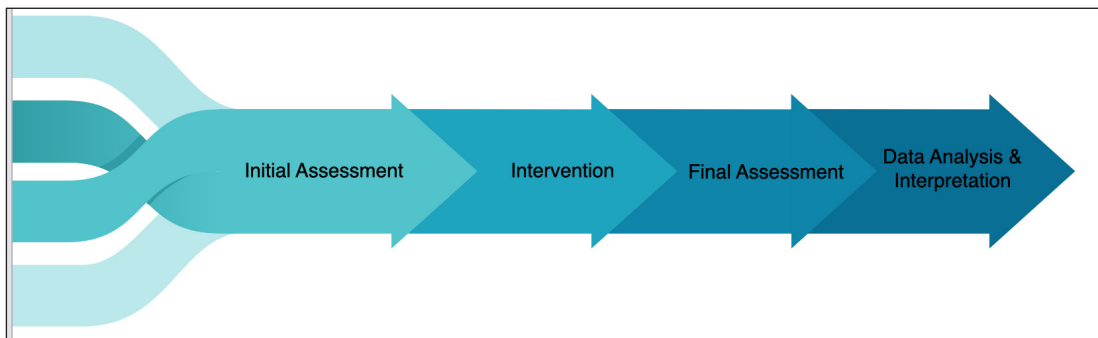 Initial Assessment
Intervention
Final Assessment
Data Analysis &
Interpretation